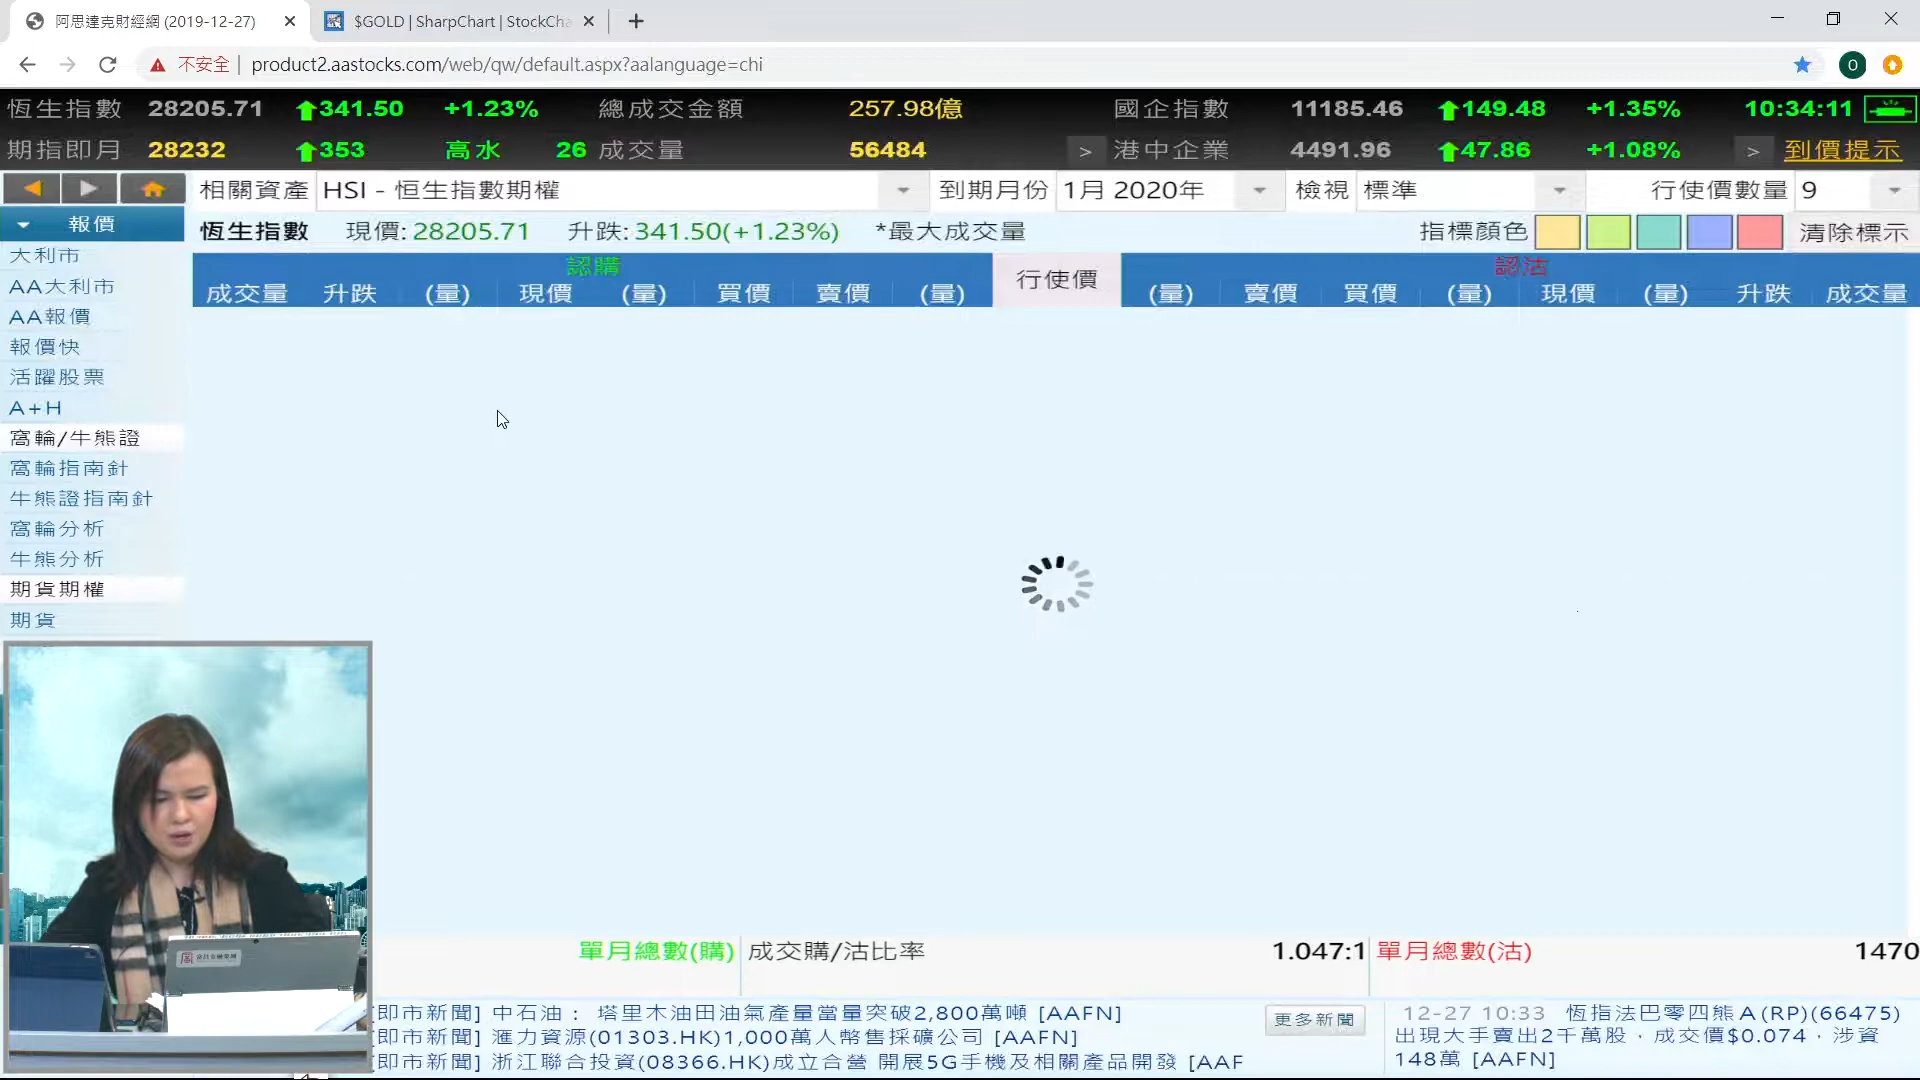 阿思達克財經網 (2019-12-27)
$GOLD | SharpChart | StockCha
不安全 | product2.aastocks.com/web/qw/default.aspx?aalanguage=chi
O
恆生指數 28205.71 341.50 +1.23% 總成交金額 257.98億 國企指數 11185.46 149.48 +1.35% 10:34:11
期指即月 28232 353 高水 26 成交量 56484 > 港中企業 4491.96 47.86 +1.08% > 到價提示
相關資產 HSI - 恒生指數期權 到期月份 1月 2020年 檢視 標準 行使價數量 9
報價
恆生指數 現價: 28205.71 升跌: 341.50(+1.23%) *最大成交量 指標顏色 清除標示
認購 行使價 認沽
成交量 升跌 (量) 現價 (量) 買價 賣價 (量) (量) 賣價 買價 (量) 現價 (量) 升跌 成交量
大利市
AA大利市
AA報價
報價快
活躍股票
A+H
窩輪/牛熊證
窩輪指南針
牛熊證指南針
窩輪分析
牛熊分析
期貨期權
期貨
單月總數(購) 成交購/沽比率 1.047:1 單月總數(沽) 1470
即市新聞] 中石油： 塔里木油田油氣產量當量突破2,800萬噸 [AAFN]
即市新聞] 滙力資源(01303.HK)1,000萬人幣售採礦公司 [AAFN]
即市新聞] 浙江聯合投資(08366.HK)成立合營 開展5G手機及相關產品開發 [AAF
更多新聞
12-27 10:33 恆指法巴零四熊A(RP)(66475)
出現大手賣出2千萬股，成交價$0.074，涉資
148萬 [AAFN]